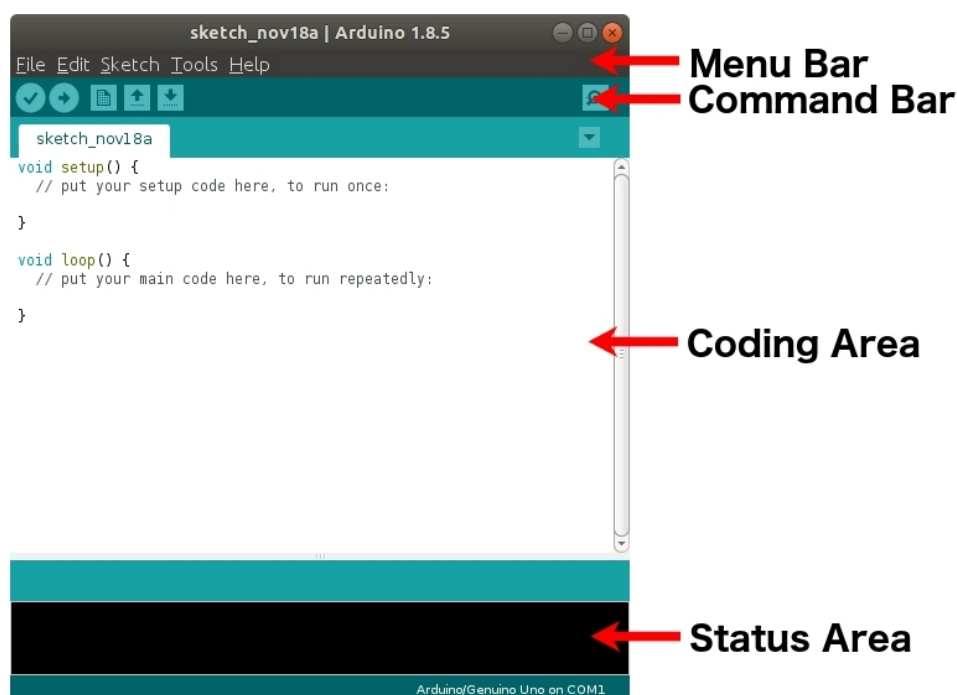 sketch_nov18a | Arduino 1.8.5
File Edit Sketch Tools Help
Menu Bar
Command Bar
sketch_nov18a
void setup() {
// put your setup code here, to run once:
}
void loop() {
// put your main code here, to run repeatedly:
}
Coding Area
Status Area
Arduino/Genuino Uno on COM1